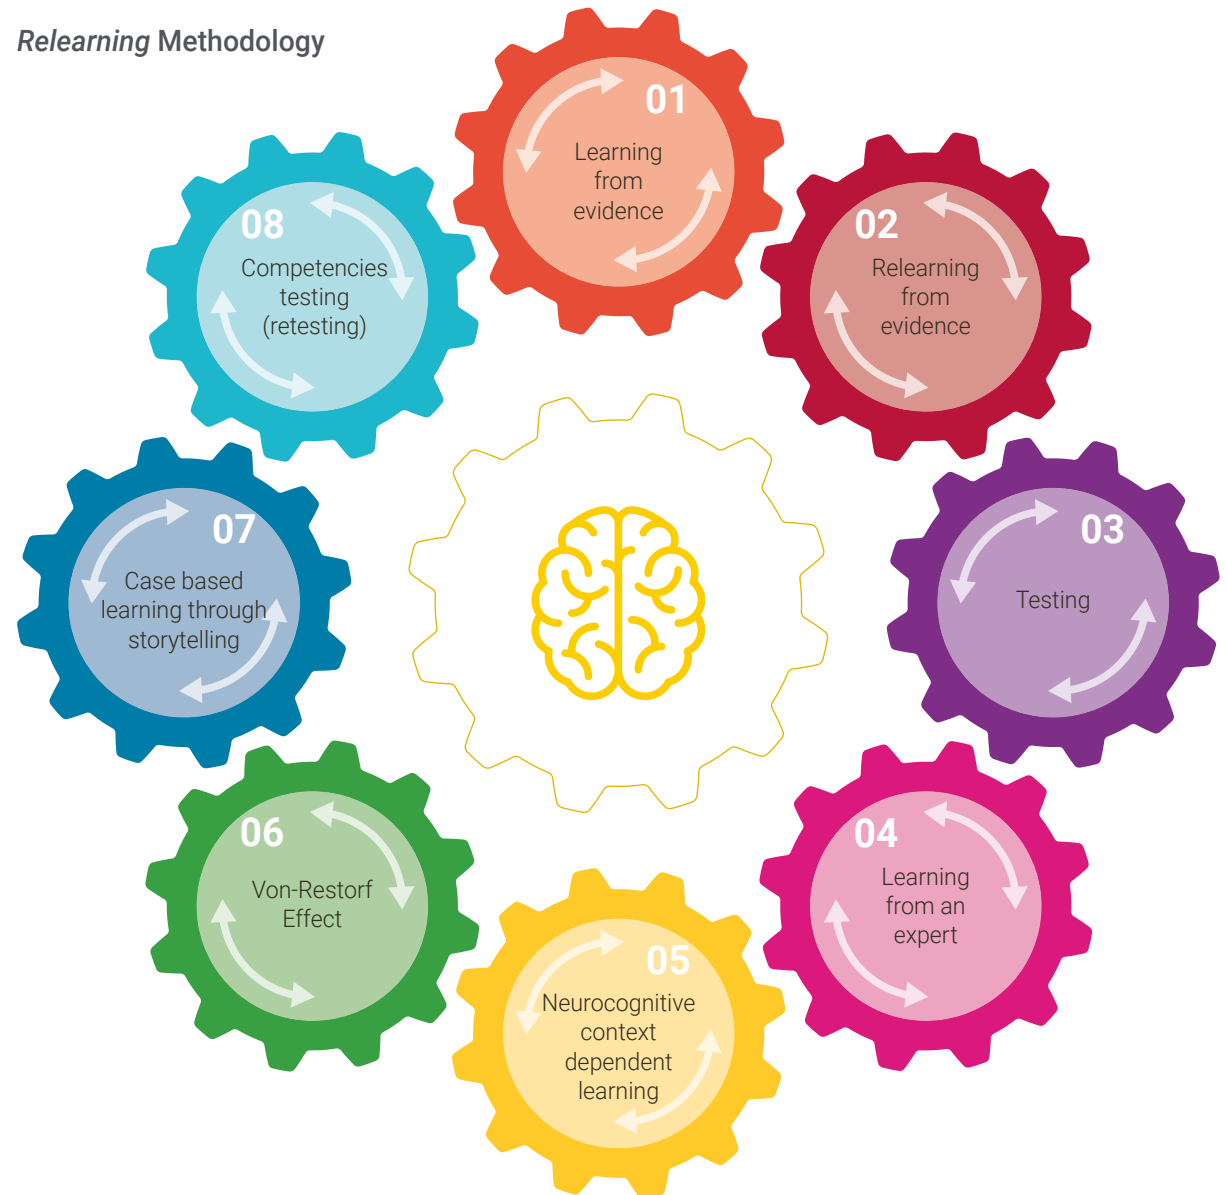 Relearning Methodology
01
Learning
from
evidence
02
Relearning
from
evidence
03
Testing
04
Learning
from an
expert
05
Neurocognitive
context
dependent
learning
06
Von-Restorf
Effect
07
Case based
learning through
storytelling
08
Competencies
testing
(retesting)